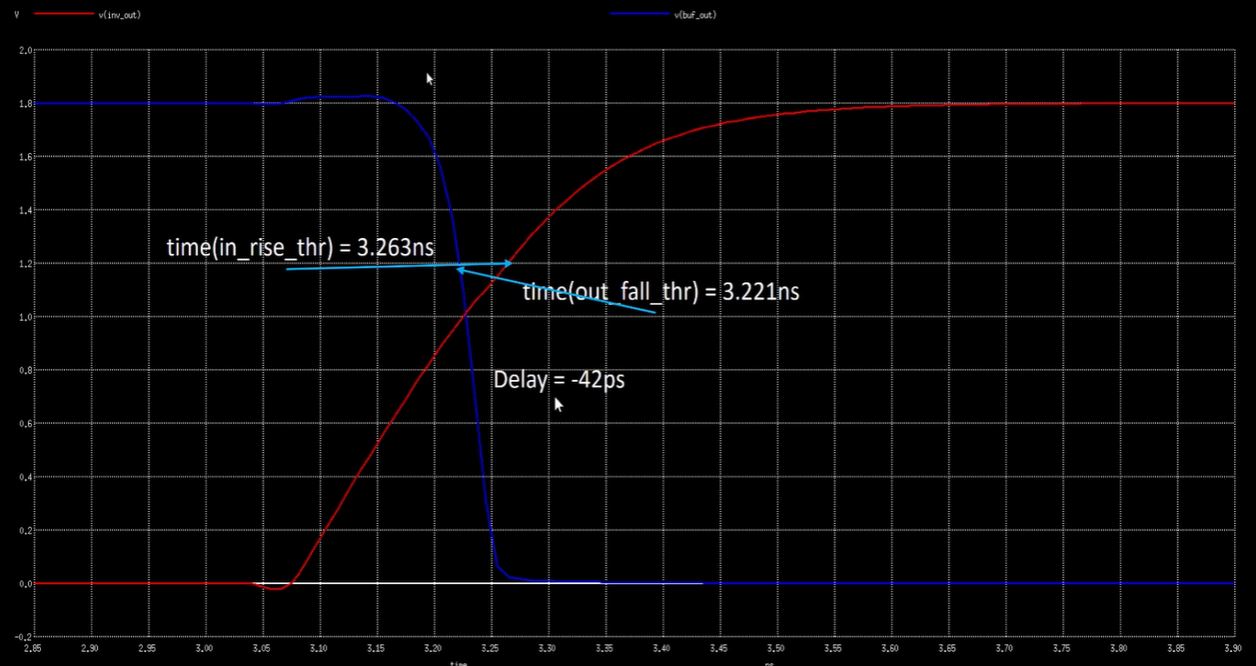 V v(inv_out) v(buf_out)
2.0
1.8
1.6
1.4
time(in_rise_thr) = 3.263ns
1.2
time(out_fall_thr) = 3.221ns
1.0
0.8
Delay = -42ps
0.6
0.4
0.2
0.0
-0.2
2.85 2.90 2.95 3.00 3.05 3.10 3.15 3.20 3.25 3.30 3.35 3.40 3.45 3.50 3.55 3.60 3.65 3.70 3.75 3.80 3.85 3.90
time